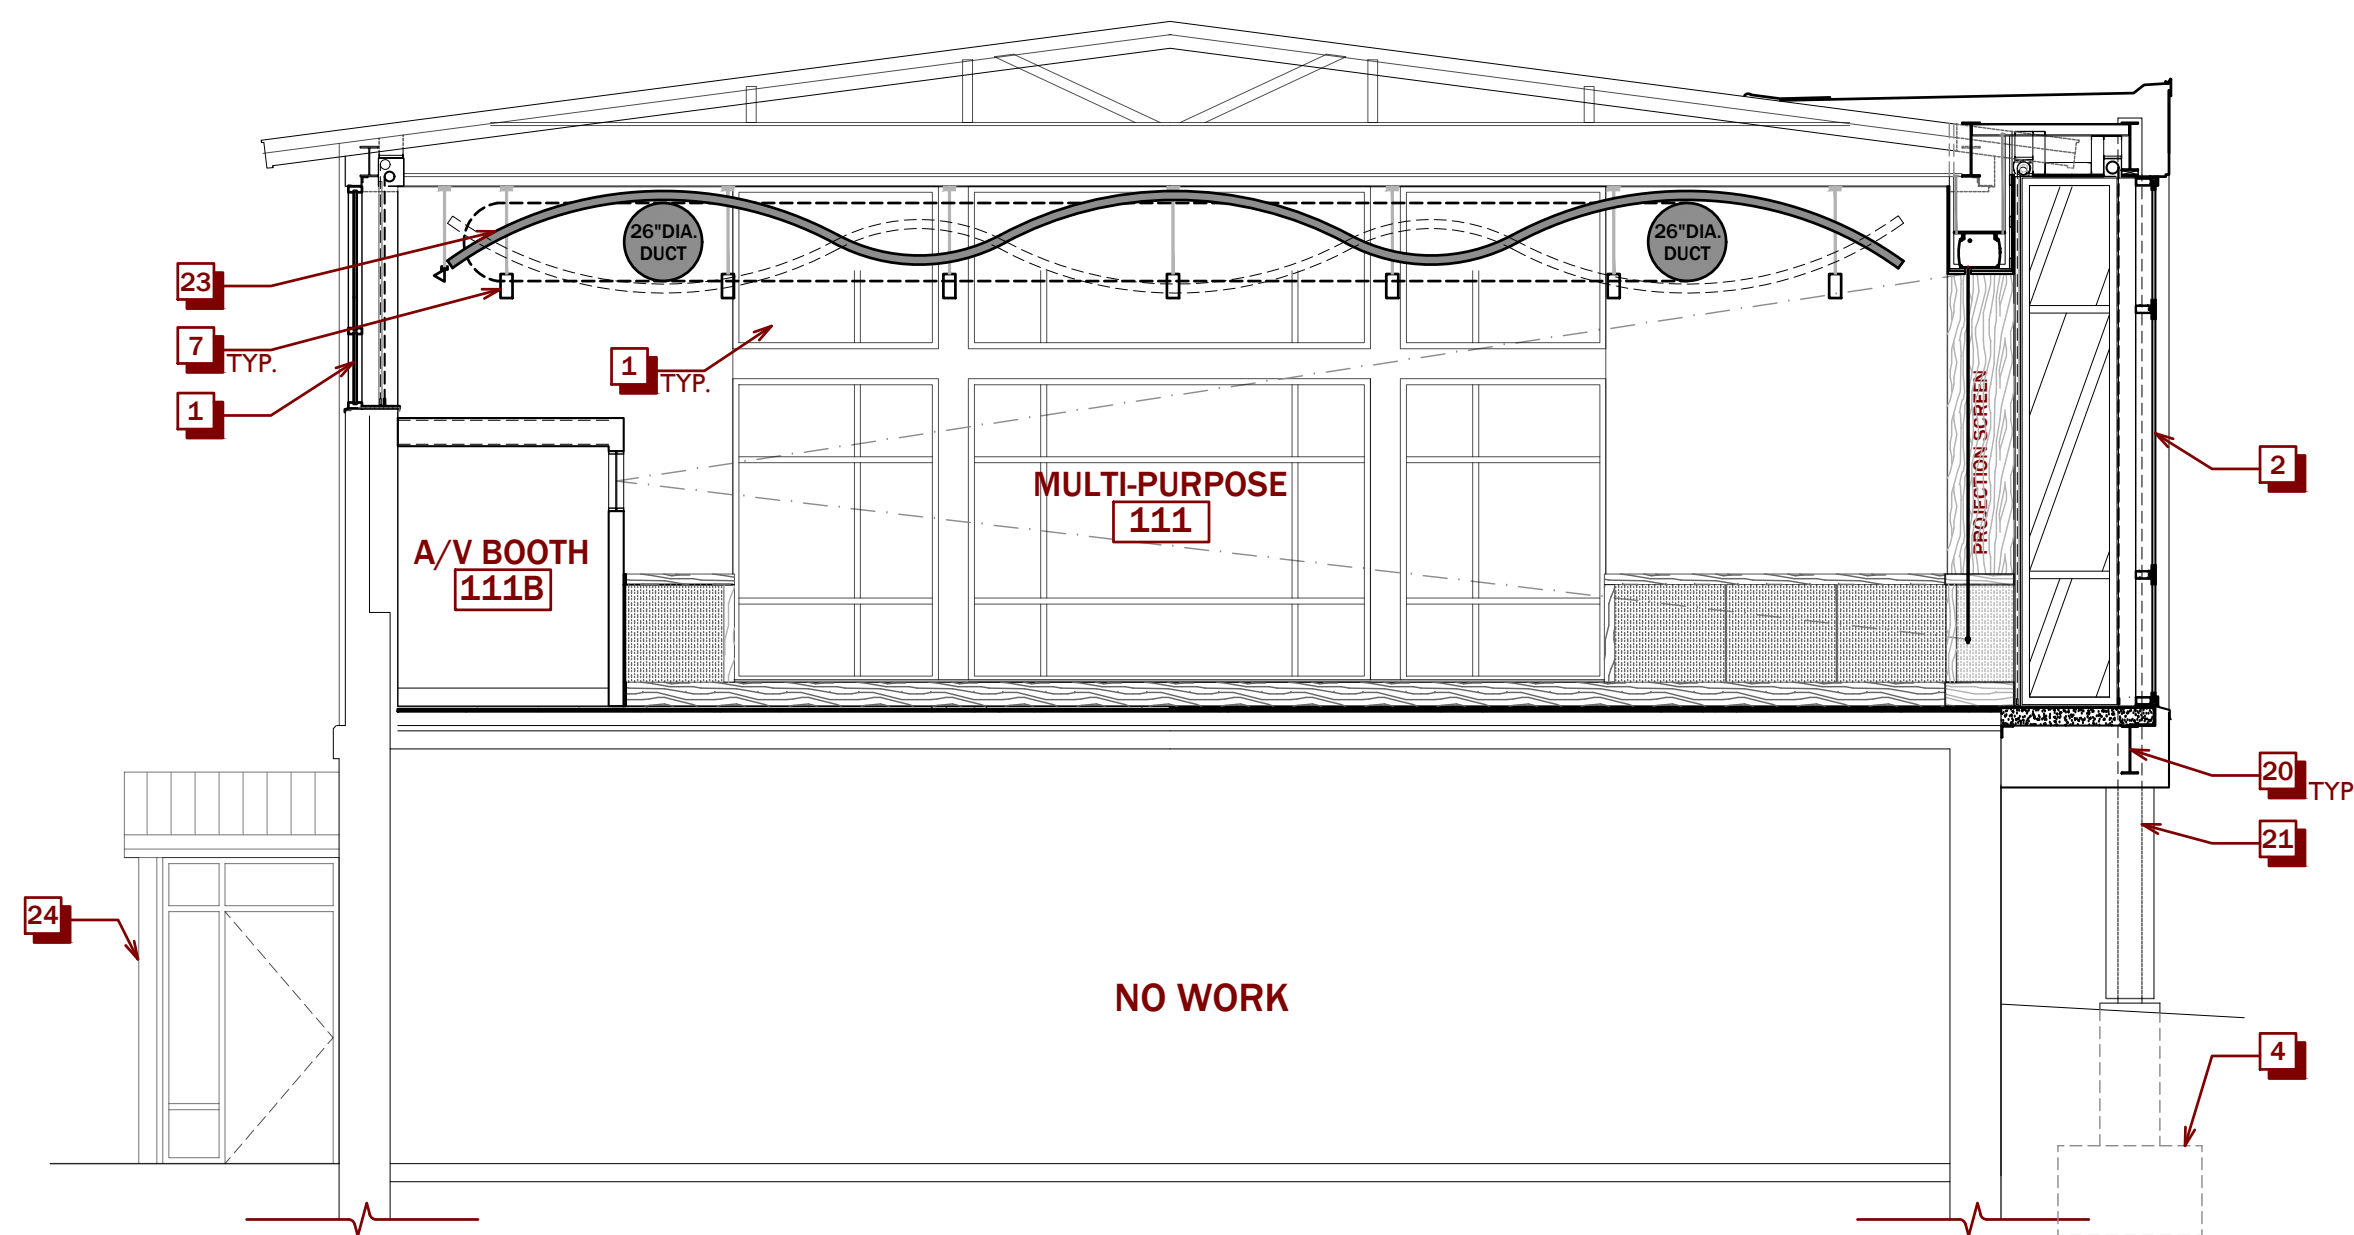 26"DIA.
DUCT
26"DIA.
DUCT
23
7
TYP.
1
TYP.
1
PROJECTION SCREEN
2
MULTI-PURPOSE
111
A/V BOOTH
111B
20
TYP
21
24
NO WORK
4